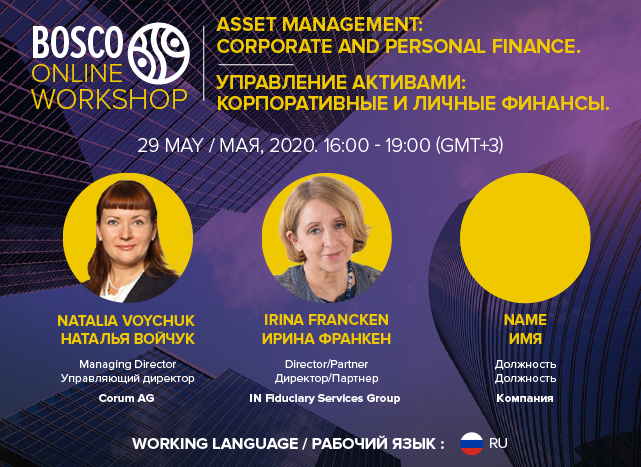 BOSCO
ONLINE
WORKSHOP
ASSET MANAGEMENT:
CORPORATE AND PERSONAL FINANCE.
УПРАВЛЕНИЕ АКТИВАМИ:
КОРПОРАТИВНЫЕ И ЛИЧНЫЕ ФИНАНСЫ.
29 MAY / МАЯ, 2020. 16:00 - 19:00 (GMT+3)
NATALIA VOYCHUK
НАТАЛЬЯ ВОЙЧУК
Managing Director
Управляющий директор
Corum AG
IRINA FRANCKEN
ИРИНА ФРАНКЕН
Director/Partner
Директор/Партнер
IN Fiduciary Services Group
NAME
ИМЯ
Должность
Должность
Компания
WORKING LANGUAGE / РАБОЧИЙ ЯЗЫК : RU